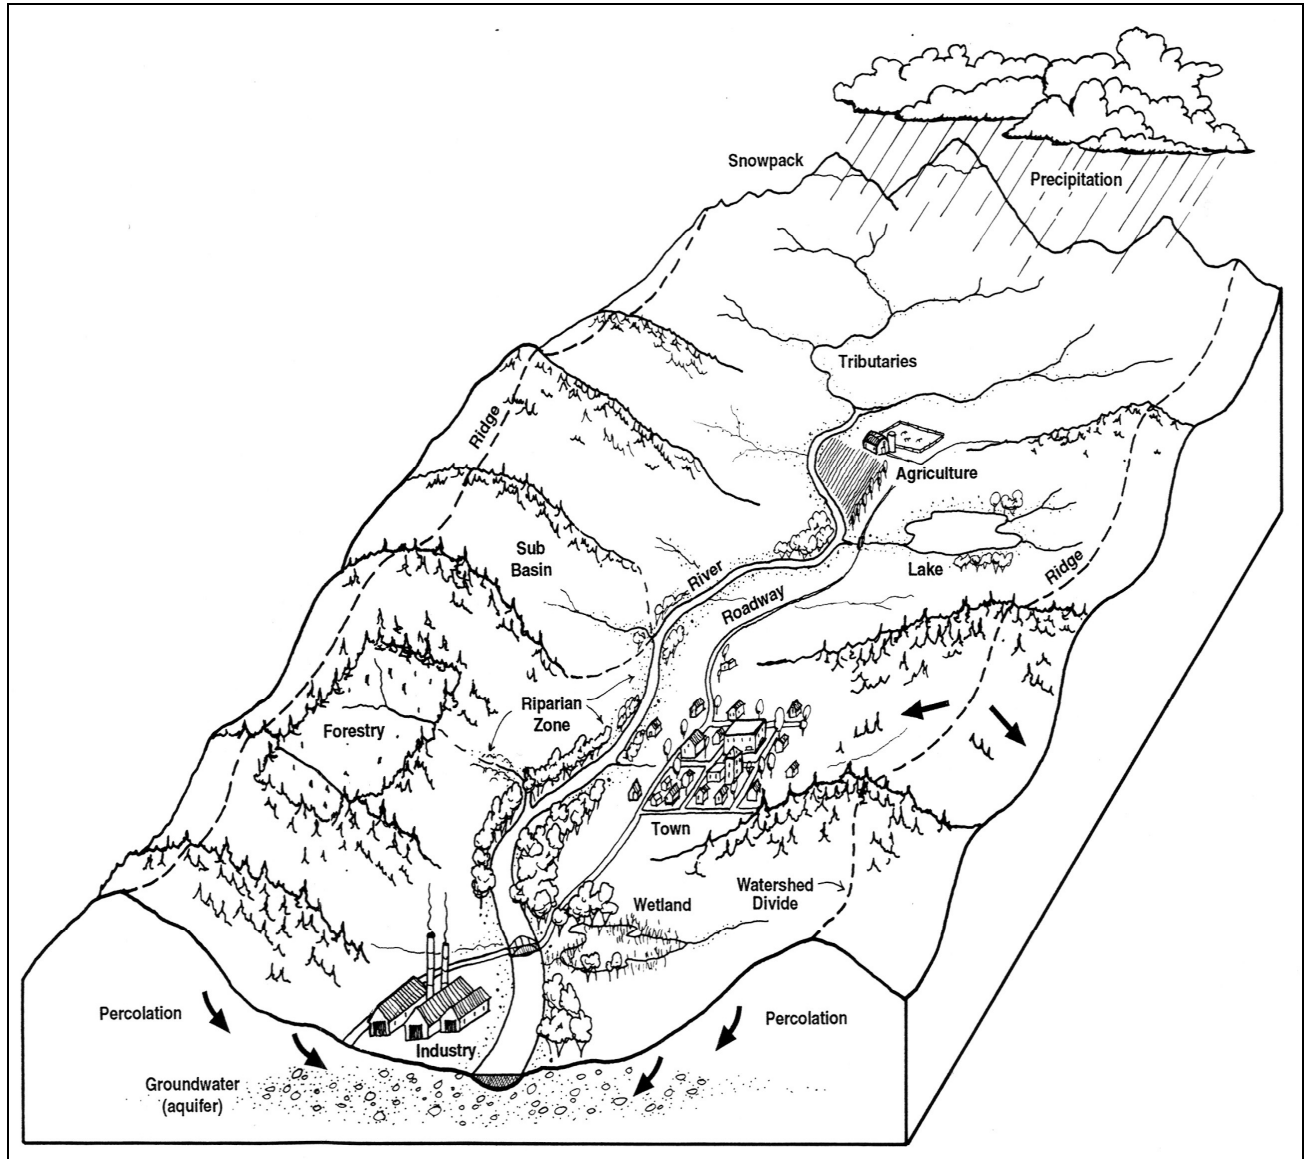 Snowpack
Precipitation
Tributaries
Ridge
Agriculture
Sub
Basin
River
Lake
Ridge
Roadway
Riparian
Zone
Forestry
Town
Watershed
Divide
Wetland
Percolation
Percolation
Industry
Groundwater
(aquifer)